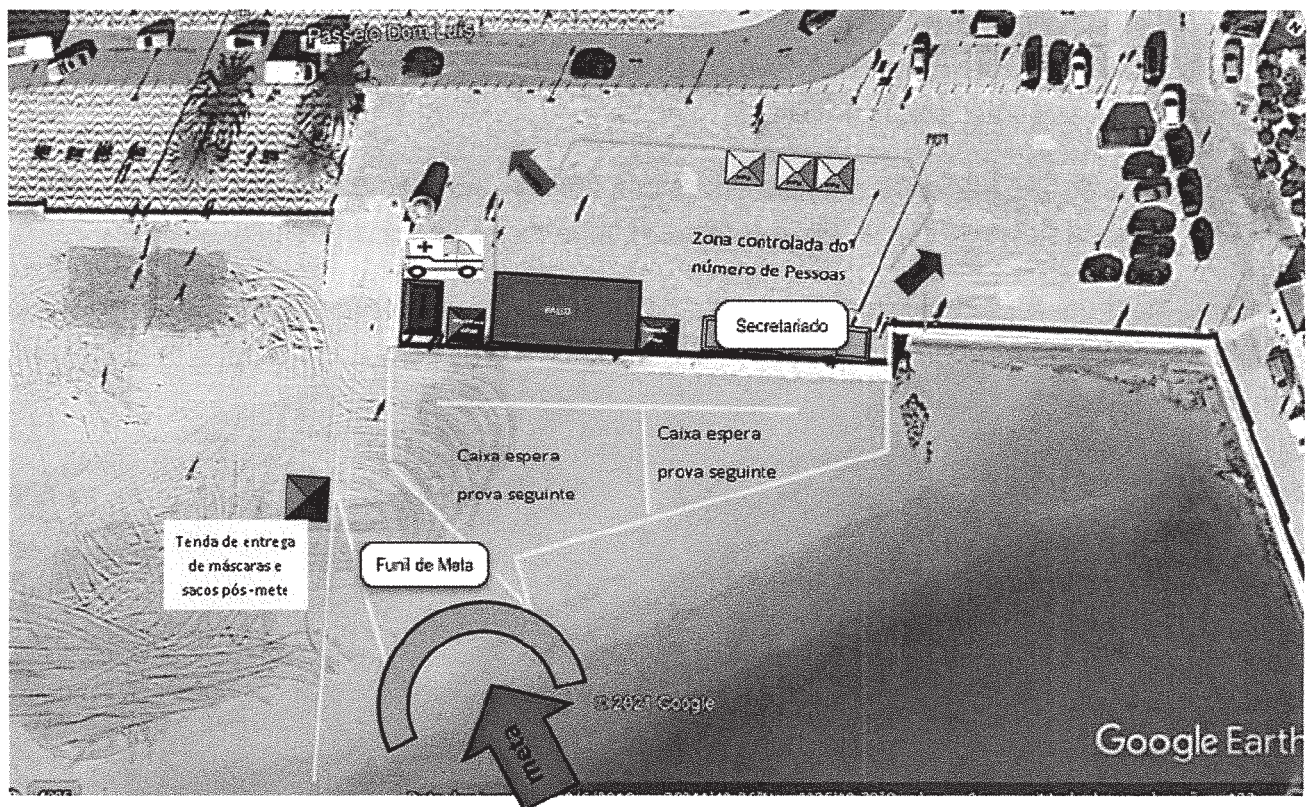 Passeio Dom Luís
Zona controlada do
número de Pessoas
Secretariado
Caixa espera
prova seguinte
Caixa espera
prova seguinte
Tenda de entrega
de máscaras e
sacos pós-mete
Funil de Meta
meta
© 2021 Google
Google Earth